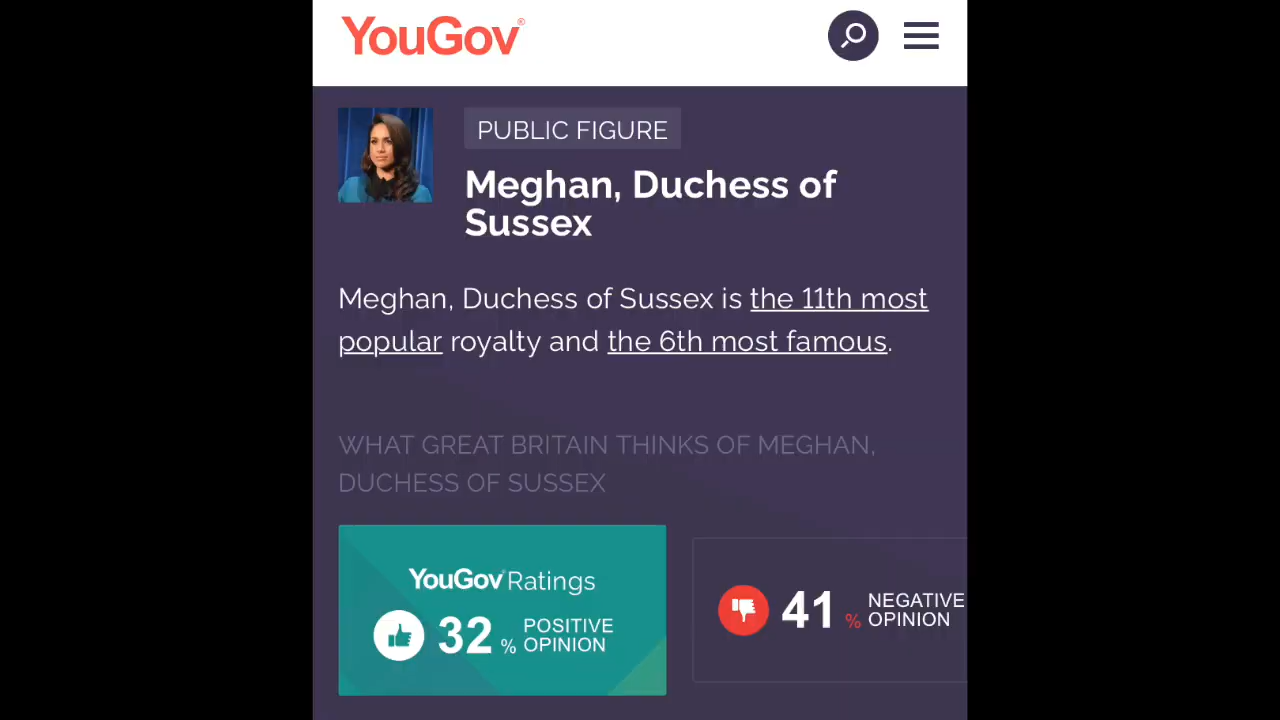 YouGov®
PUBLIC FIGURE
Meghan, Duchess of
Sussex
Meghan, Duchess of Sussex is the 11th most
popular royalty and the 6th most famous.
WHAT GREAT BRITAIN THINKS OF MEGHAN,
DUCHESS OF SUSSEX
YouGov Ratings
32 % POSITIVE
OPINION
41 % NEGATIVE
OPINION